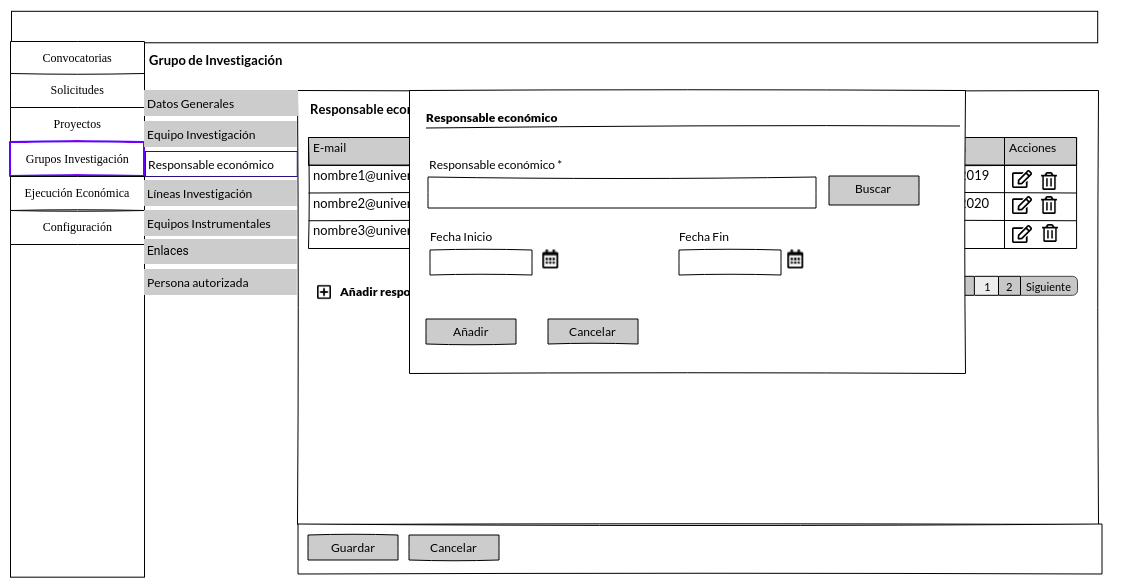 Convocatorias
Solicitudes
Proyectos
Grupos Investigación
Ejecución Económica
Configuración
Grupo de Investigación
Datos Generales
Equipo Investigación
Responsable económico
Líneas Investigación
Equipos Instrumentales
Enlaces
Persona autorizada
Responsable econ
E-mail
Acciones
nombre1@univer
2019
nombre2@univer
2020
nombre3@univer
Añadir respo
1 2 Siguiente
Responsable económico
Responsable económico *
Buscar
Fecha Inicio
Fecha Fin
Añadir
Cancelar
Guardar
Cancelar